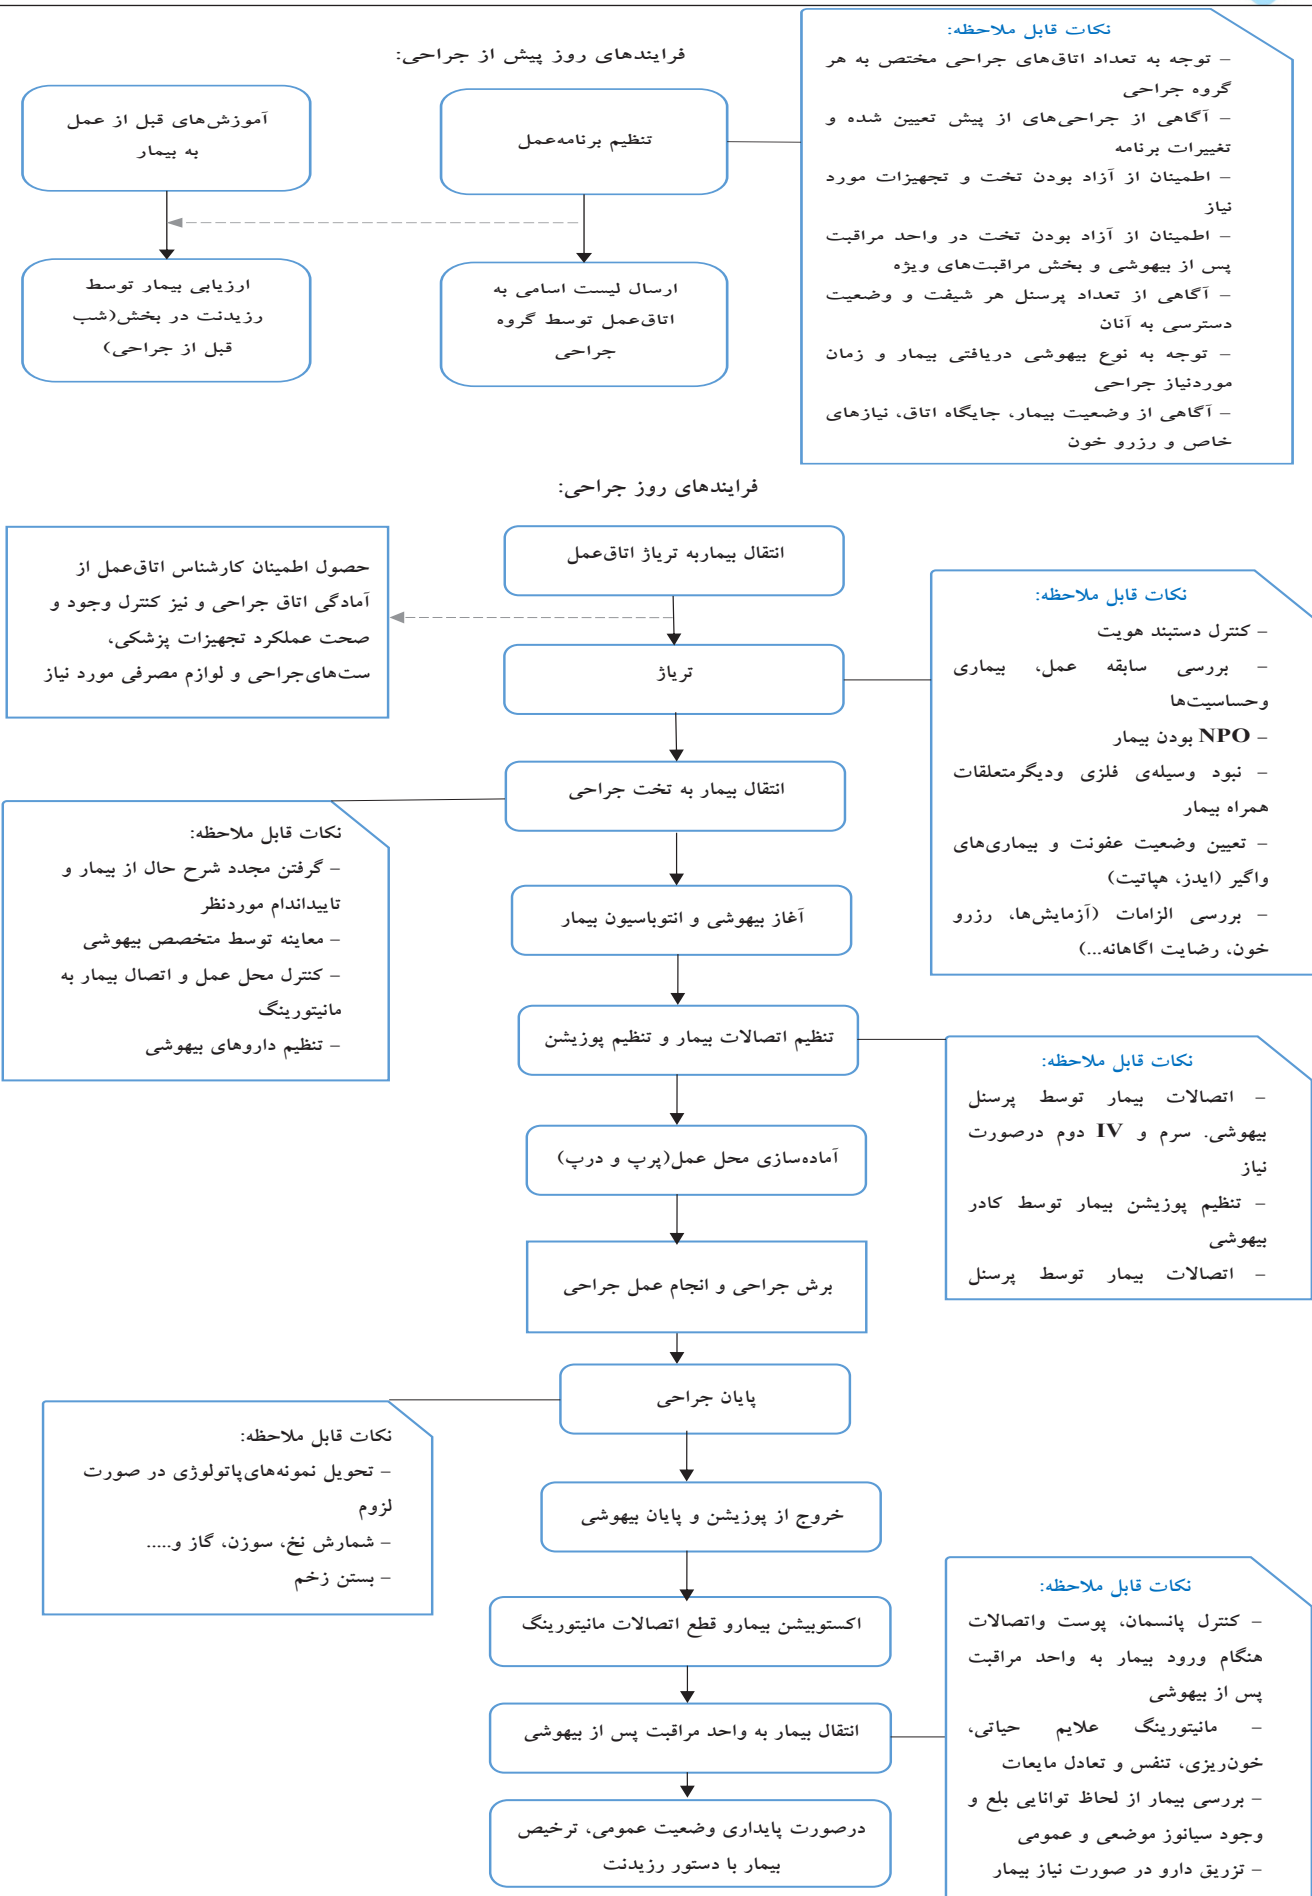 فرایندهای روز پیش از جراحی:
آموزش‌های قبل از عمل
به بیمار
تنظیم برنامه‌عمل
ارزیابی بیمار توسط
رزیدنت در بخش(شب
قبل از جراحی)
ارسال لیست اسامی به
اتاق‌عمل توسط گروه
جراحی
نکات قابل ملاحظه:
– توجه به تعداد اتاق‌های جراحی مختص به هر
گروه جراحی
– آگاهی از جراحی‌های از پیش تعیین شده و
تغییرات برنامه
– اطمینان از آزاد بودن تخت و تجهیزات مورد
نیاز
– اطمینان از آزاد بودن تخت در واحد مراقبت
پس از بیهوشی و بخش مراقبت‌های ویژه
– آگاهی از تعداد پرسنل هر شیفت و وضعیت
دسترسی به آنان
– توجه به نوع بیهوشی دریافتی بیمار و زمان
موردنیاز جراحی
– آگاهی از وضعیت بیمار، جایگاه اتاق، نیازهای
خاص و رزرو خون
فرایندهای روز جراحی:
انتقال بیماربه تریاژ اتاق‌عمل
حصول اطمینان کارشناس اتاق‌عمل از
آمادگی اتاق جراحی و نیز کنترل وجود و
صحت عملکرد تجهیزات پزشکی،
ست‌های‌جراحی و لوازم مصرفی مورد نیاز
تریاژ
نکات قابل ملاحظه:
– کنترل دستبند هویت
– بررسی سابقه عمل، بیماری
وحساسیت‌ها
– NPO بودن بیمار
– نبود وسیله‌ی فلزی ودیگرمتعلقات
همراه بیمار
– تعیین وضعیت عفونت و بیماری‌های
واگیر (ایدز، هپاتیت)
– بررسی الزامات (آزمایش‌ها، رزرو
خون، رضایت اگاهانه...)
انتقال بیمار به تخت جراحی
نکات قابل ملاحظه:
– گرفتن مجدد شرح حال از بیمار و
تاییداندام موردنظر
– معاینه توسط متخصص بیهوشی
– کنترل محل عمل و اتصال بیمار به
مانیتورینگ
– تنظیم داروهای بیهوشی
آغاز بیهوشی و انتوباسیون بیمار
تنظیم اتصالات بیمار و تنظیم پوزیشن
نکات قابل ملاحظه:
– اتصالات بیمار توسط پرسنل
بیهوشی. سرم و IV دوم درصورت
نیاز
– تنظیم پوزیشن بیمار توسط کادر
بیهوشی
– اتصالات بیمار توسط پرسنل
آماده‌سازی محل عمل(پرپ و درپ)
برش جراحی و انجام عمل جراحی
پایان جراحی
نکات قابل ملاحظه:
– تحویل نمونه‌های‌پاتولوژی در صورت
لزوم
– شمارش نخ، سوزن، گاز و.....
– بستن زخم
خروج از پوزیشن و پایان بیهوشی
اکستوبیشن بیمارو قطع اتصالات مانیتورینگ
انتقال بیمار به واحد مراقبت پس از بیهوشی
نکات قابل ملاحظه:
– کنترل پانسمان، پوست واتصالات
هنگام ورود بیمار به واحد مراقبت
پس از بیهوشی
– مانیتورینگ علایم حیاتی،
خون‌ریزی، تنفس و تعادل مایعات
– بررسی بیمار از لحاظ توانایی بلع و
وجود سیانوز موضعی و عمومی
– تزریق دارو در صورت نیاز بیمار
درصورت پایداری وضعیت عمومی، ترخیص
بیمار با دستور رزیدنت